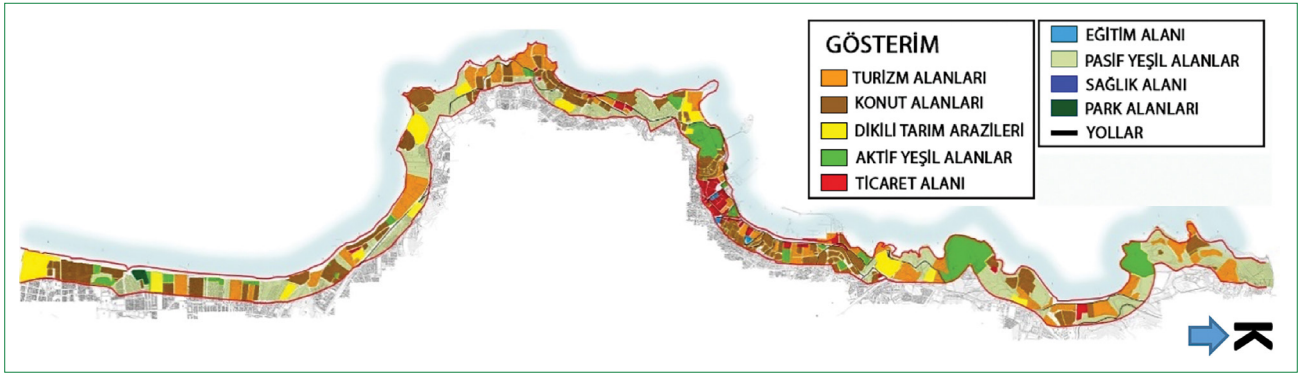 GÖSTERİM
TURİZM ALANLARI
KONUT ALANLARI
DİKİLİ TARIM ARAZİLERİ
AKTİF YEŞİL ALANLAR
TİCARET ALANI
EĞİTİM ALANI
PASİF YEŞİL ALANLAR
SAĞLIK ALANI
PARK ALANLARI
YOLLAR
K